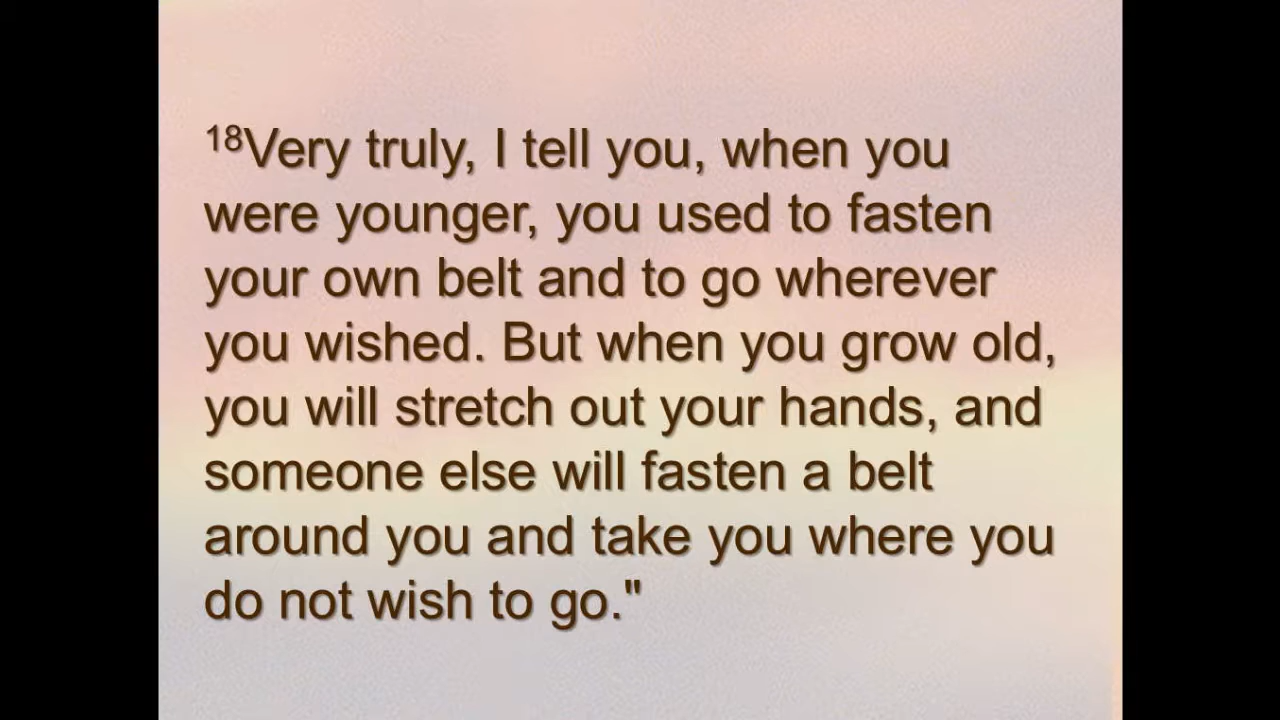 18Very truly, I tell you, when you
were younger, you used to fasten
your own belt and to go wherever
you wished. But when you grow old,
you will stretch out your hands, and
someone else will fasten a belt
around you and take you where you
do not wish to go."